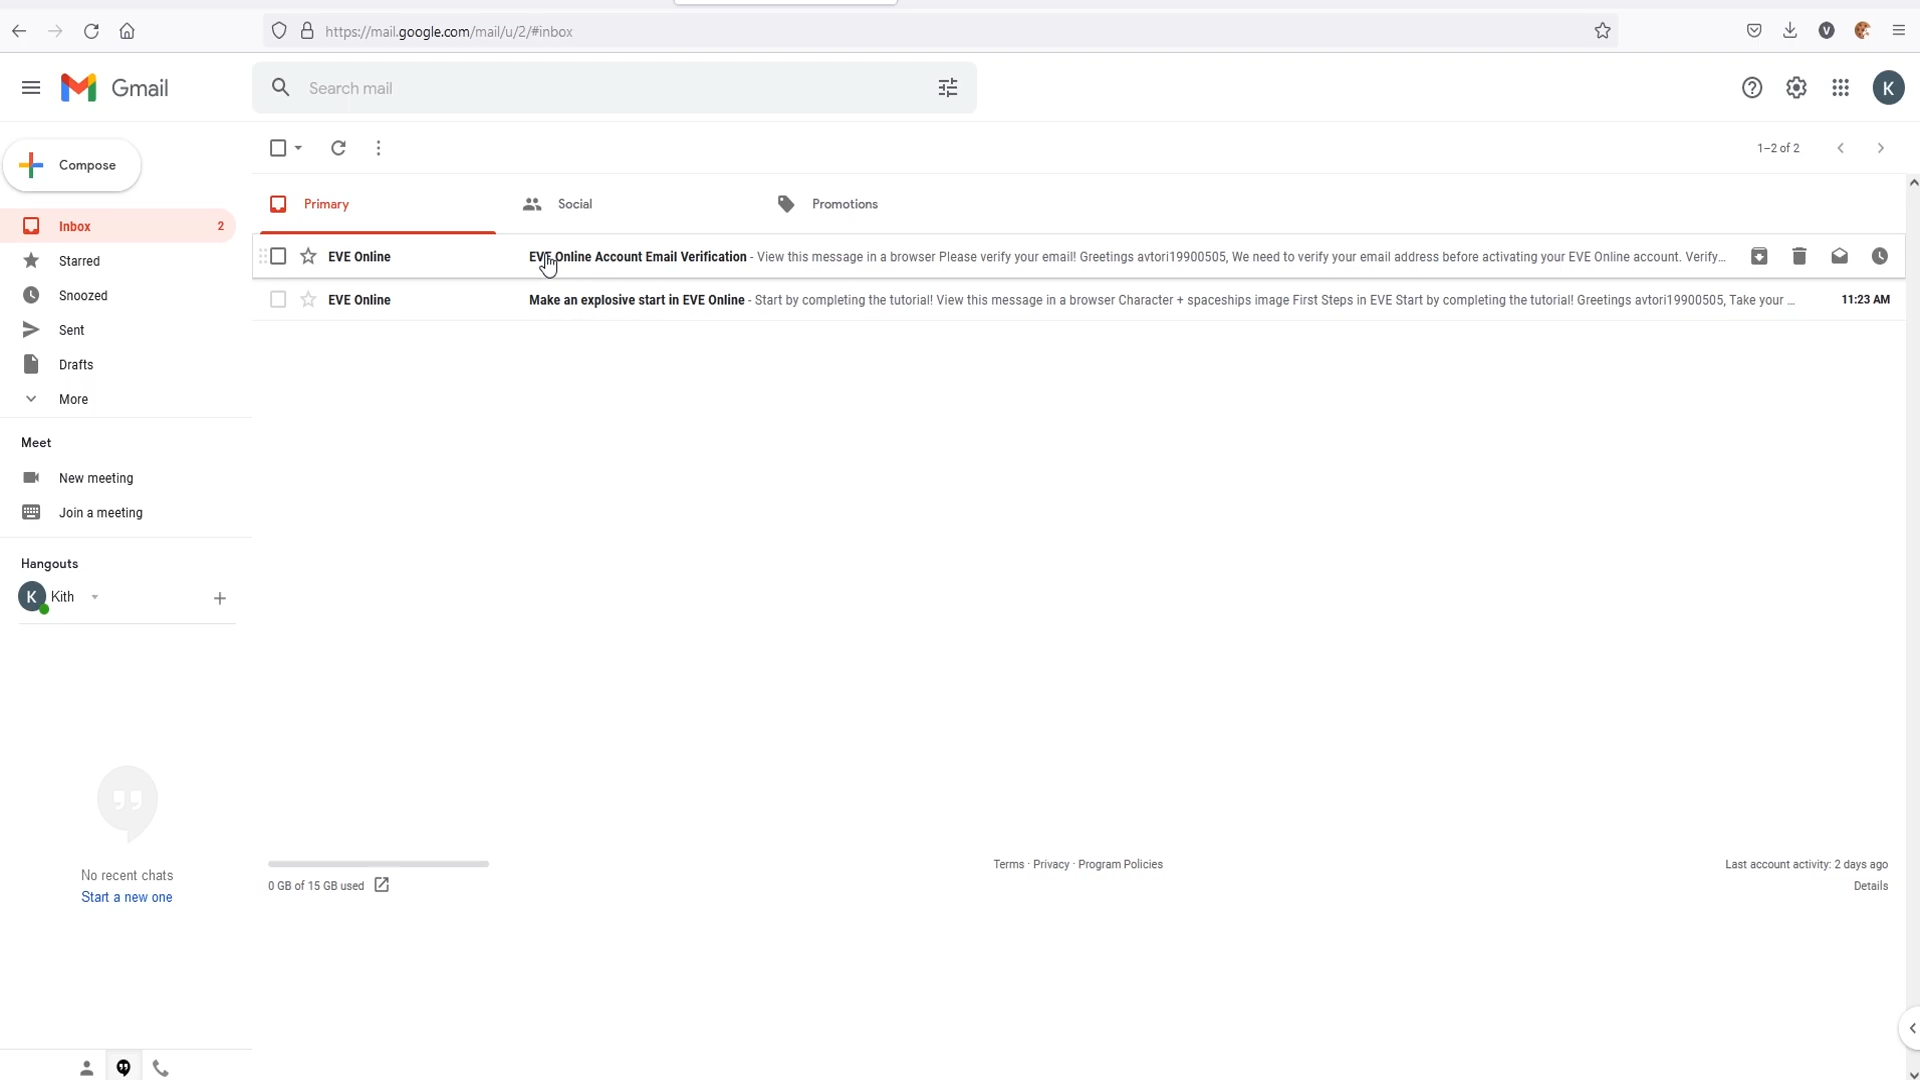 https://mail.google.com/mail/u/2/#inbox
Gmail
Search mail
K
Compose
1–2 of 2
Primary
Social
Promotions
Inbox 2
Starred
Snoozed
Sent
Drafts
More
EVE Online EVE Online Account Email Verification - View this message in a browser Please verify your email! Greetings avtori19900505, We need to verify your email address before activating your EVE Online account. Verify...
EVE Online Make an explosive start in EVE Online - Start by completing the tutorial! View this message in a browser Character + spaceships image First Steps in EVE Start by completing the tutorial! Greetings avtori19900505, Take your ... 11:23 AM
Meet
New meeting
Join a meeting
Hangouts
K Kith
No recent chats
Start a new one
0 GB of 15 GB used
Terms · Privacy · Program Policies
Last account activity: 2 days ago
Details
V